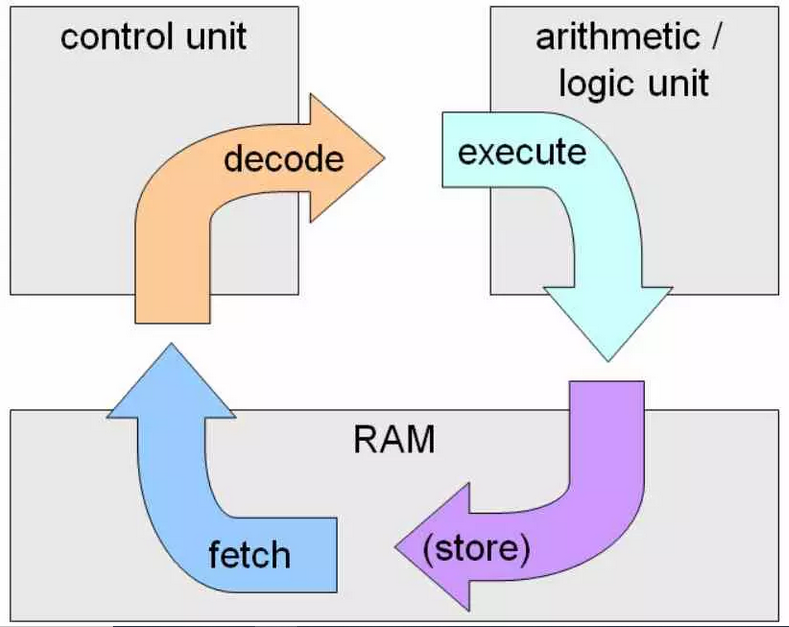 control unit
arithmetic /
logic unit
decode
execute
RAM
fetch
(store)